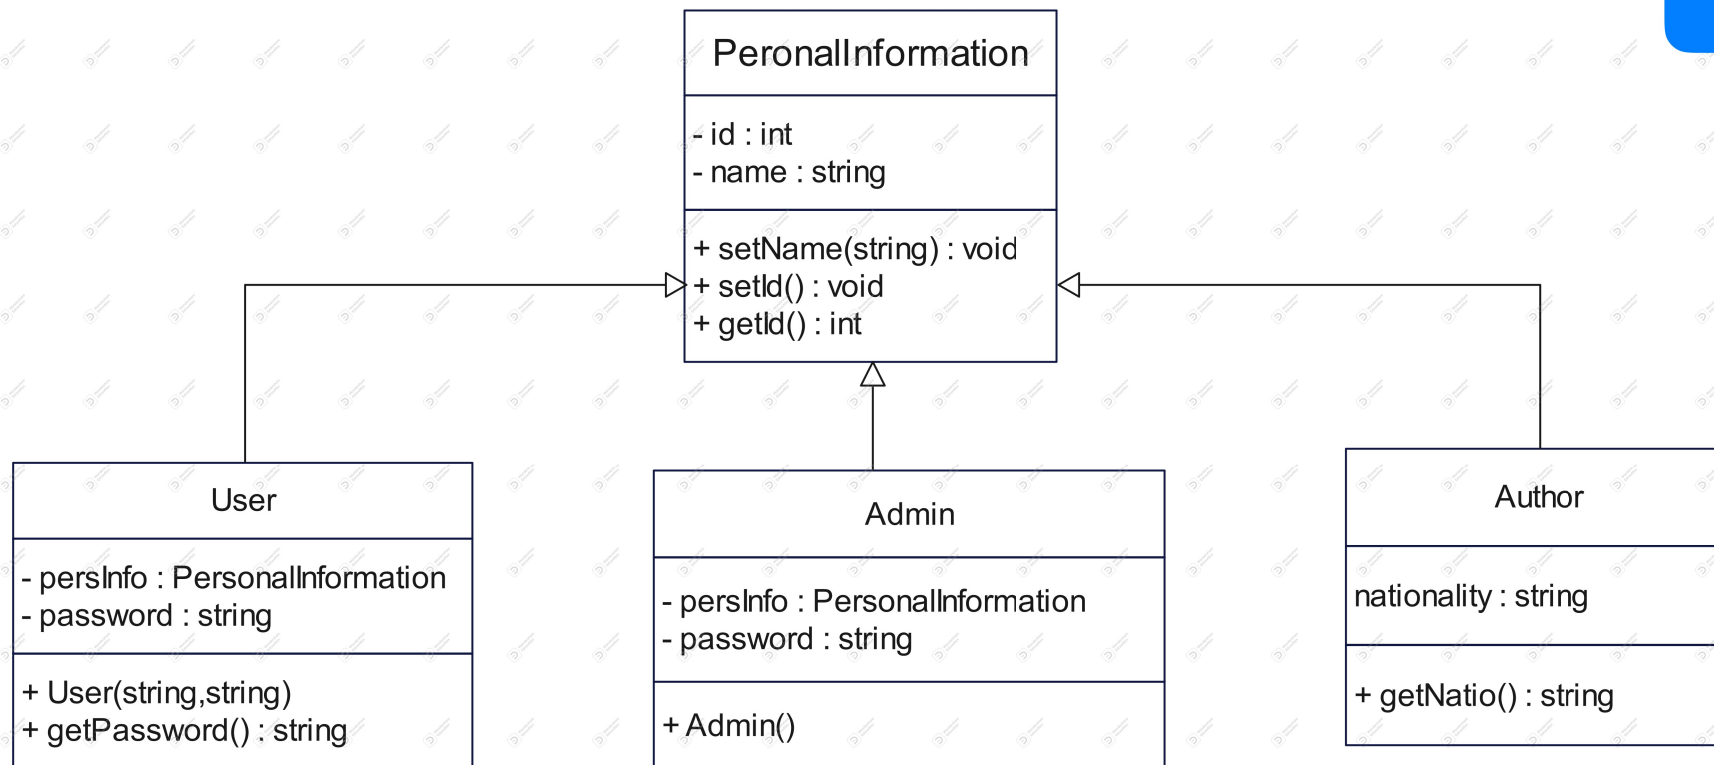 PeronalInformation
- id : int
- name : string
+ setName(string) : void
+ setId() : void
+ getId() : int
User
- persInfo : PersonalInformation
- password : string
+ User(string,string)
+ getPassword() : string
Admin
- persInfo : PersonalInformation
- password : string
+ Admin()
Author
nationality : string
+ getNatio() : string